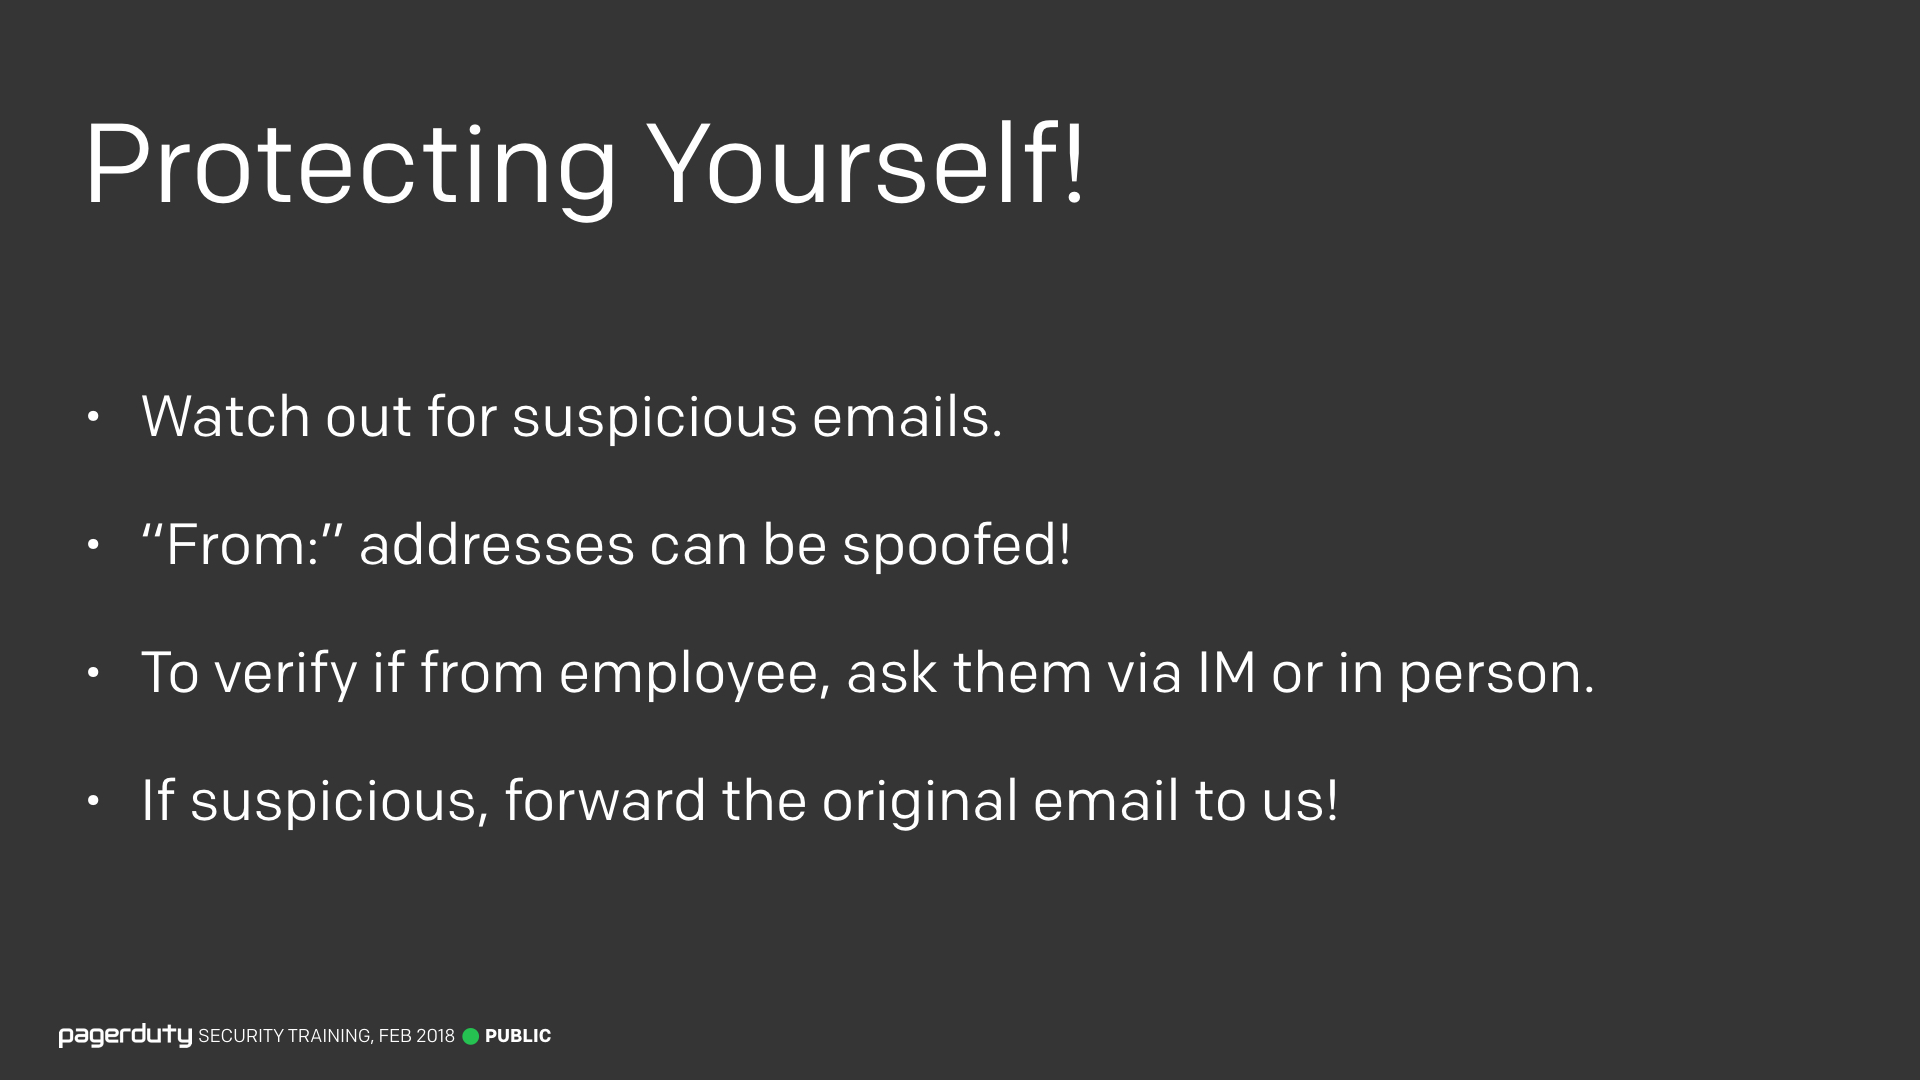 Protecting Yourself!
• Watch out for suspicious emails.
• “From:” addresses can be spoofed!
• To verify if from employee, ask them via IM or in person.
• If suspicious, forward the original email to us!
pagerduty SECURITY TRAINING, FEB 2018 PUBLIC